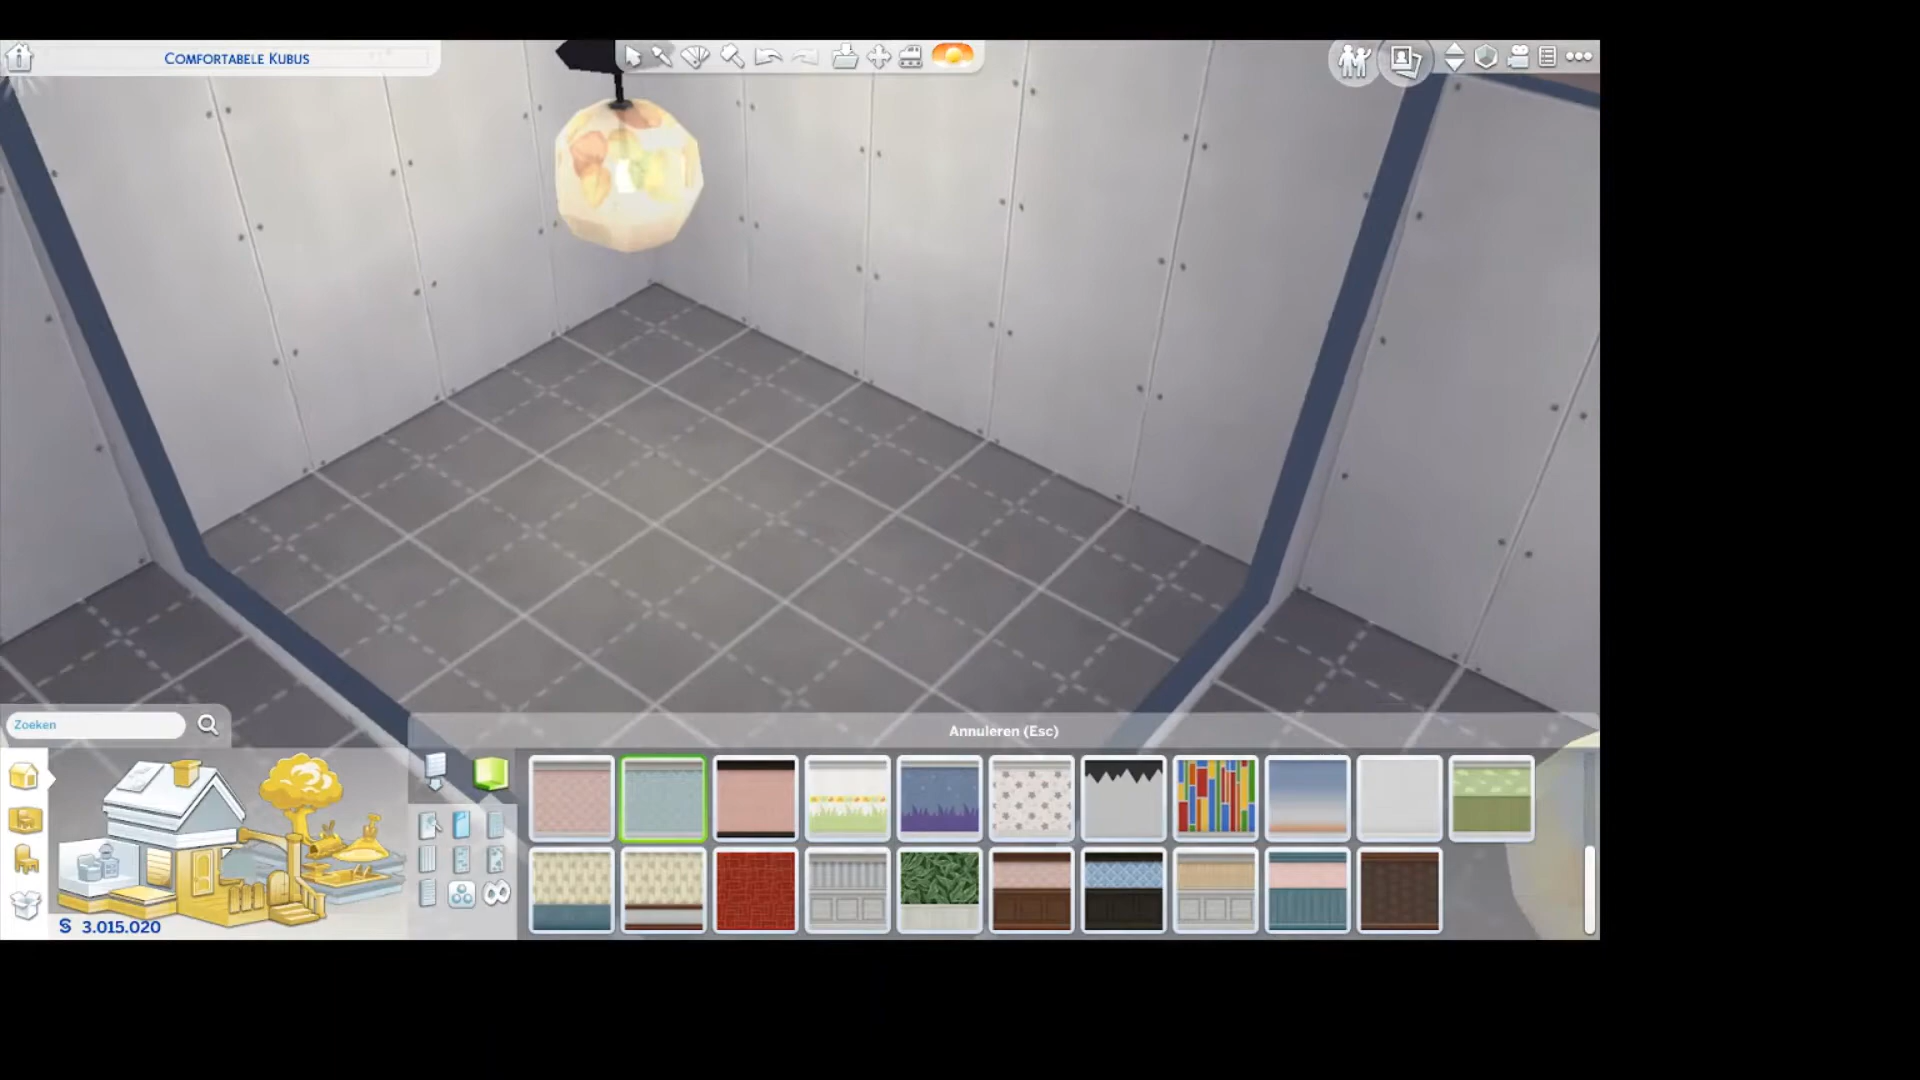 COMFORTABELE KUBUS
Zoeken
Annuleren (Esc)
§ 3.015.020